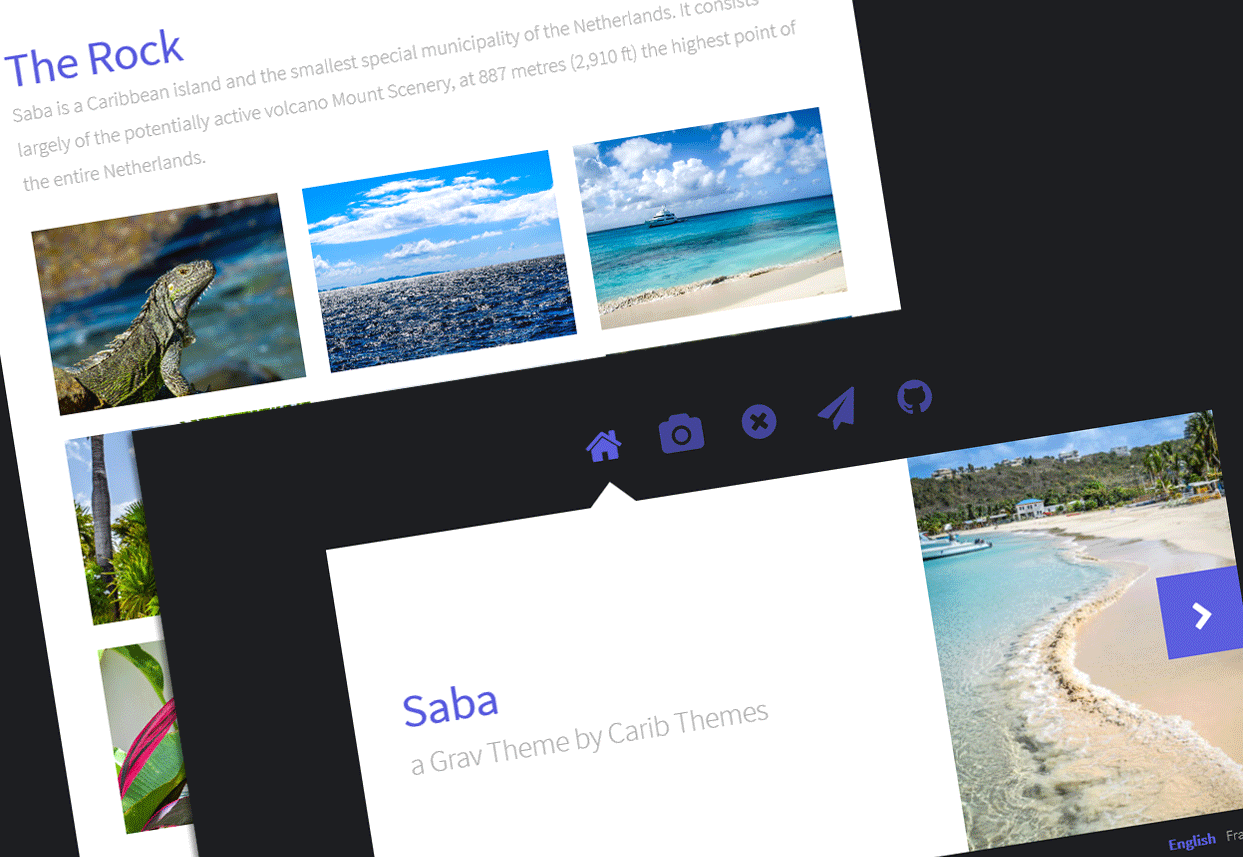 The Rock
Saba is a Caribbean island and the smallest special municipality of the Netherlands. It consists
largely of the potentially active volcano Mount Scenery, at 887 metres (2,910 ft) the highest point of
the entire Netherlands.
Saba
a Grav Theme by Carib Themes
English